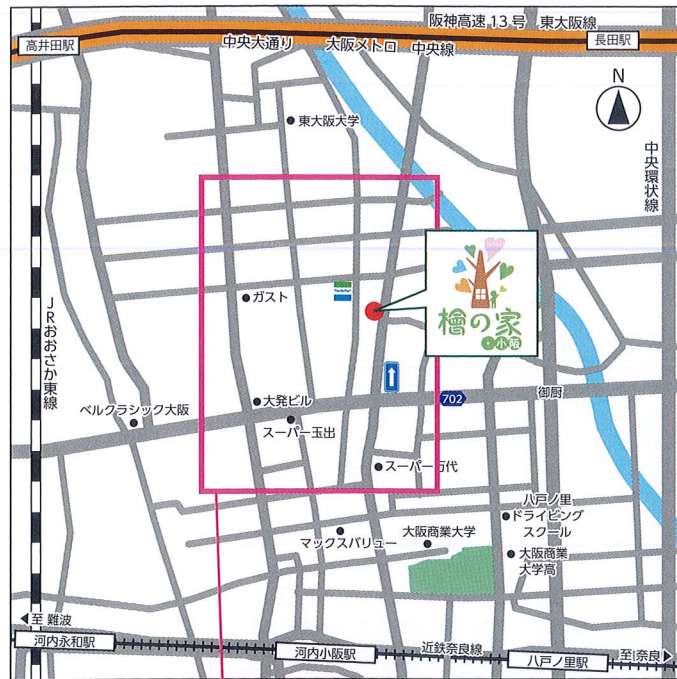 阪神高速 13 号 東大阪線
高井田駅
中央大通り 大阪メトロ 中央線
長田駅
N
東大阪大学
中央環状線
FamilyMart
ガスト
檜の家
小阪
JRおおさか東線
大発ビル
702
御厨
ベルクラシック大阪
スーパー玉出
スーパー万代
八戸ノ里
ドライビング
スクール
マックスバリュー
大阪商業大学
大阪商業
大学高
至 難波
河内永和駅
河内小阪駅
近鉄奈良線
八戸ノ里駅
至 奈良